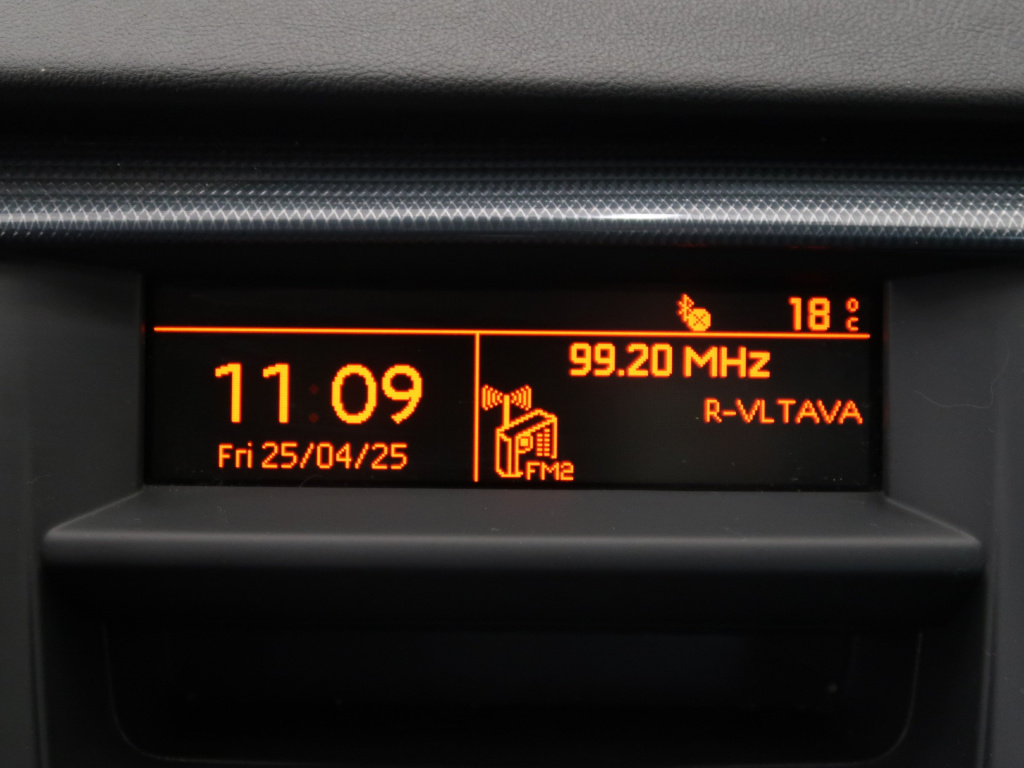 18 °C
11:09
Fri 25/04/25
99.20 MHz
R-VLTAVA
FM2